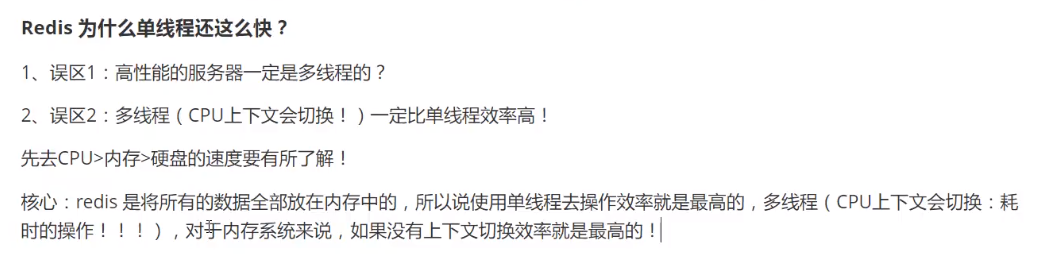 Redis 为什么单线程还这么快？
1、误区1：高性能的服务器一定是多线程的？
2、误区2：多线程（CPU上下文会切换！）一定比单线程效率高！
先去CPU>内存>硬盘的速度要有所了解！
核心：redis 是将所有的数据全部放在内存中的，所以说使用单线程去操作效率就是最高的，多线程（CPU上下文会切换：耗
时的操作！！！），对于内存系统来说，如果没有上下文切换效率就是最高的！